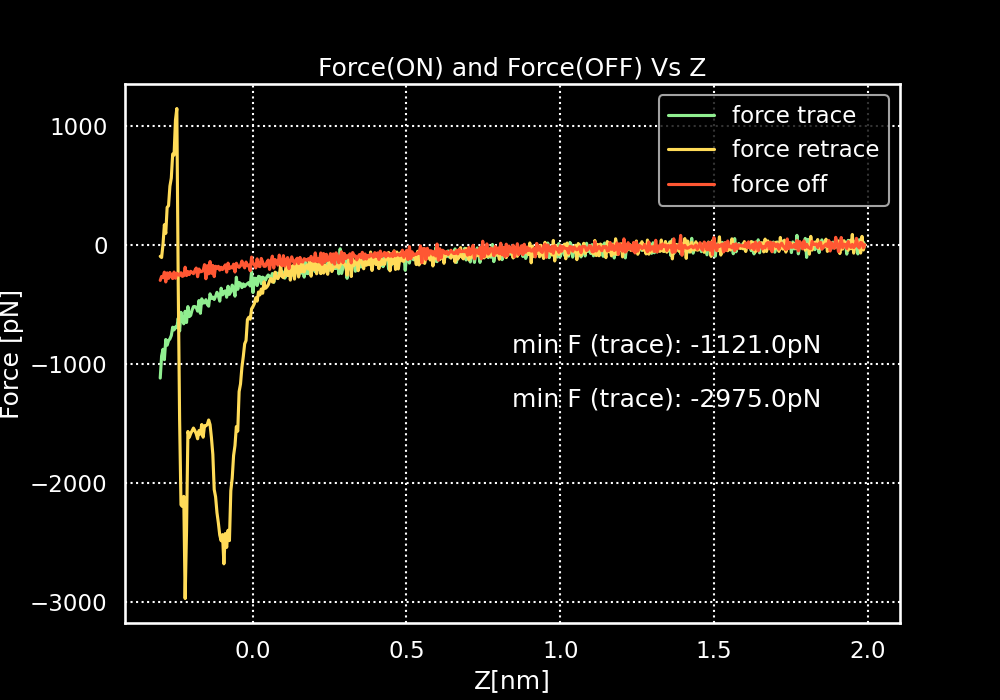 Force(ON) and Force(OFF) Vs Z
force trace
force retrace
force off
1000
0
−1000
−2000
−3000
Force [pN]
min F (trace): -1121.0pN
min F (trace): -2975.0pN
0.0
0.5
1.0
1.5
2.0
Z[nm]